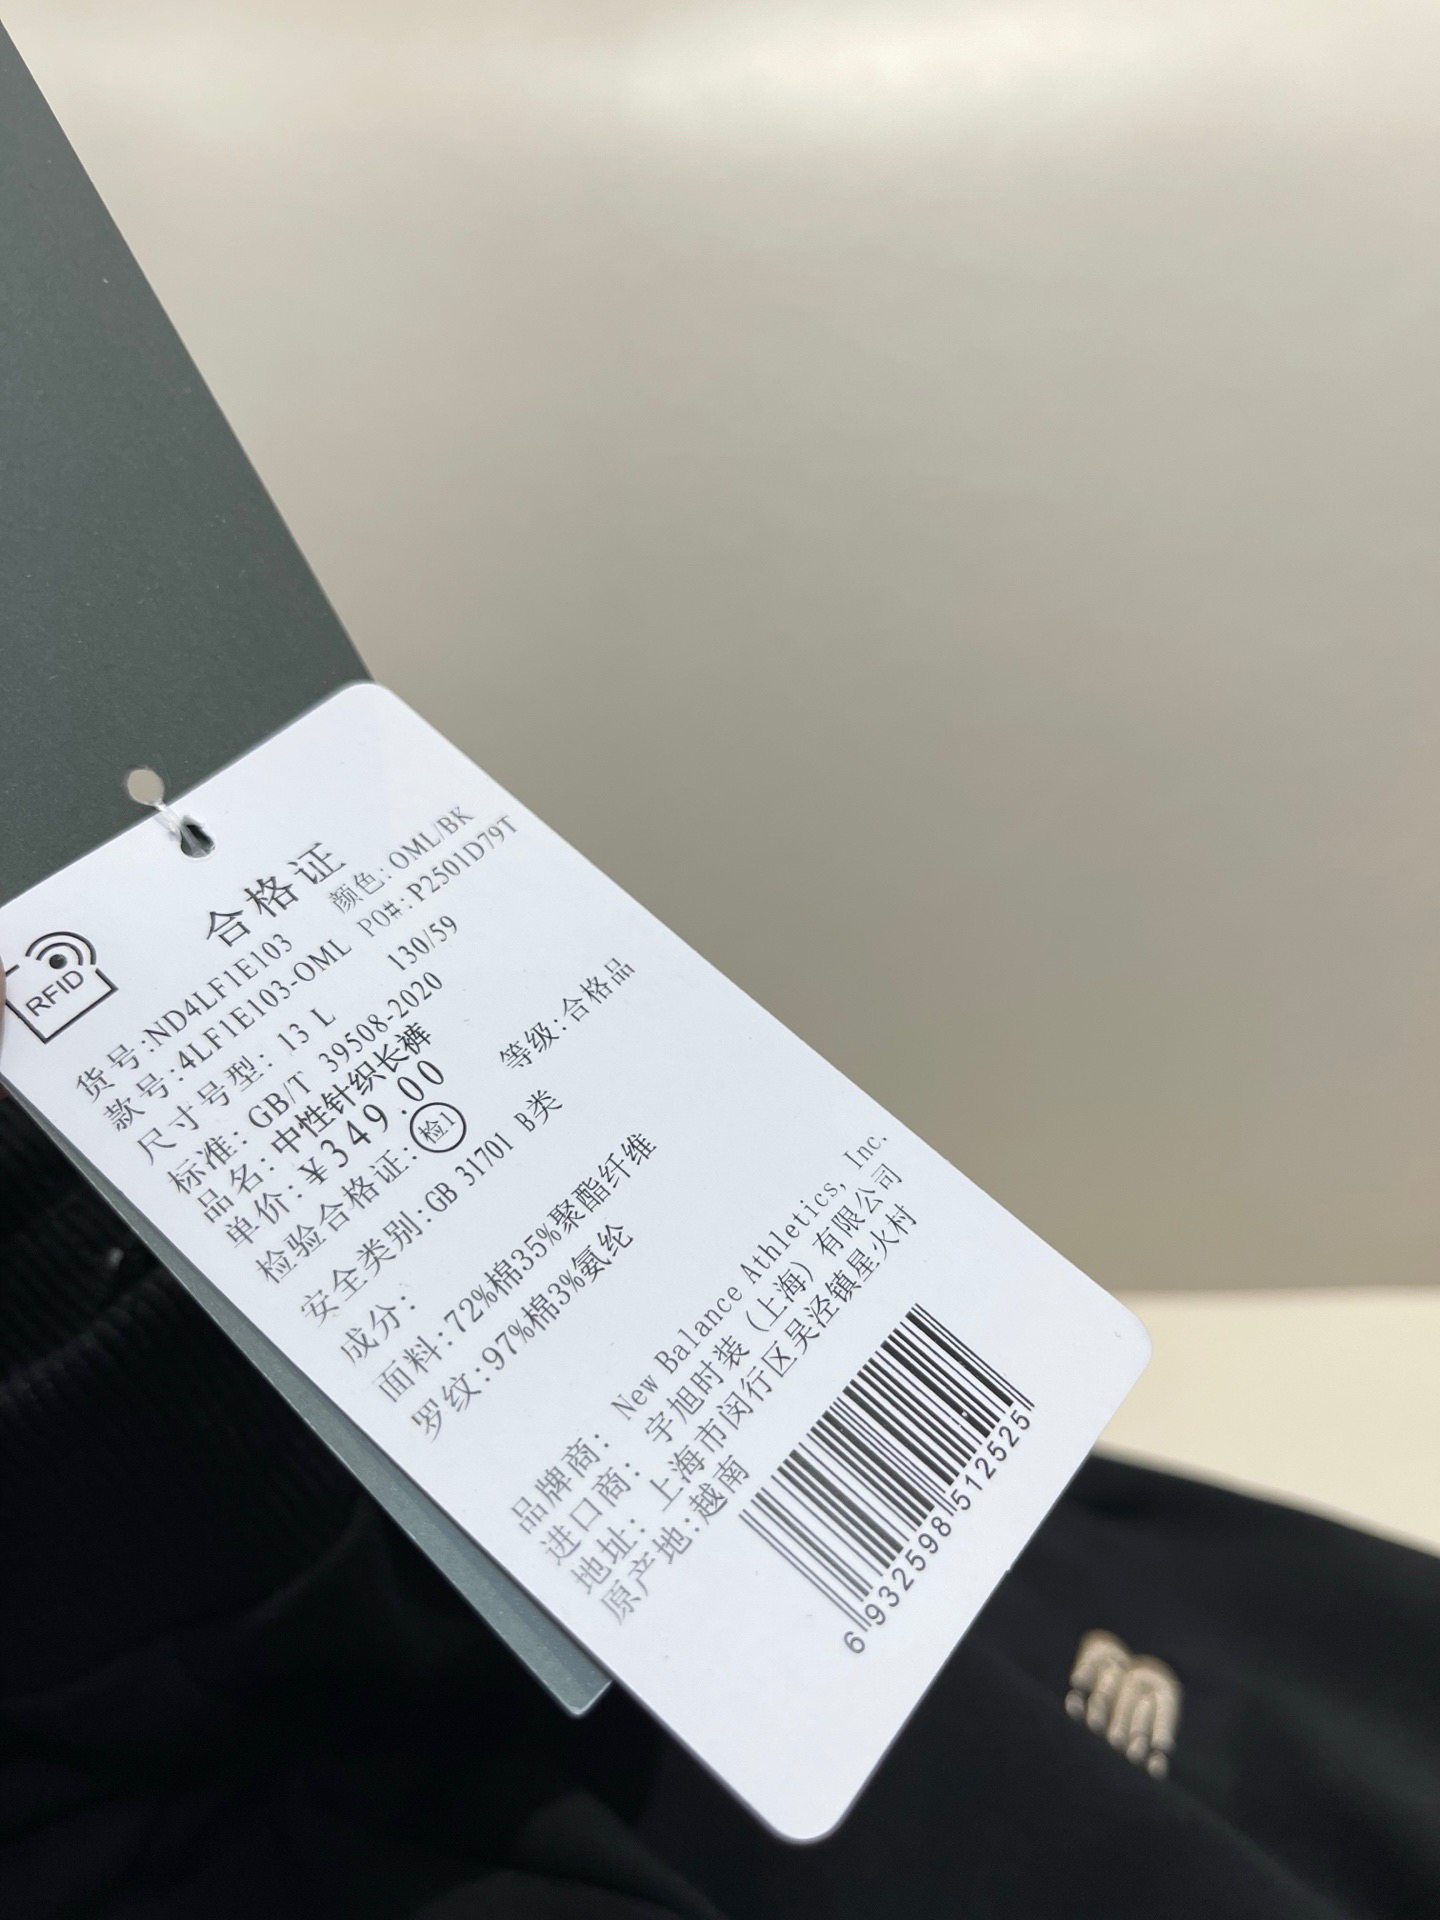 合格证
RFID
货号:ND4LF1E103 颜色:OML/BK
款号:4LF1E103-OML PO#:P2501D79T
尺寸号型: 13 L 130/59
标准: GB/T 39508-2020
品名:中性针织长裤
单价:¥349.00 等级:合格品
检验合格证:检1
安全类别:GB 31701 B类
成分:
面料:72%棉35%聚酯纤维
罗纹:97%棉3%氨纶
品牌商: New Balance Athletics, Inc.
进口商: 宇旭时装 (上海) 有限公司
地址: 上海市闵行区吴泾镇星火村
原产地:越南
6 932598 512525